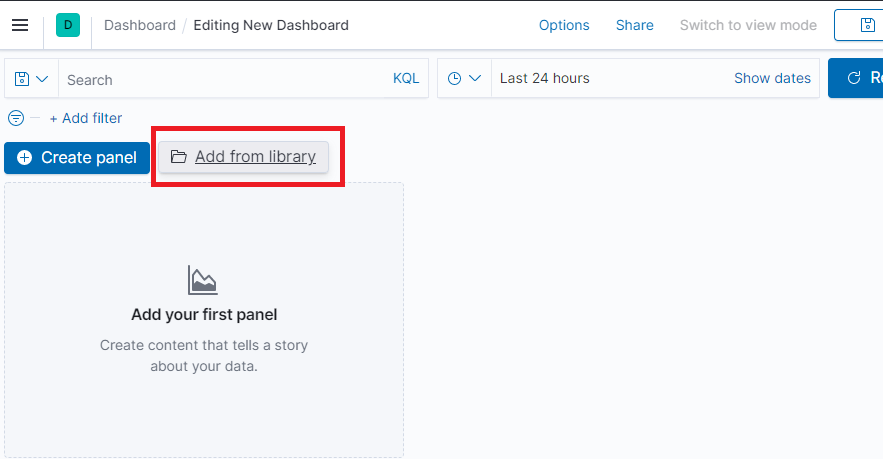 D Dashboard / Editing New Dashboard Options Share Switch to view mode
Search KQL Last 24 hours Show dates
+ Add filter
Create panel Add from library
Add your first panel
Create content that tells a story
about your data.